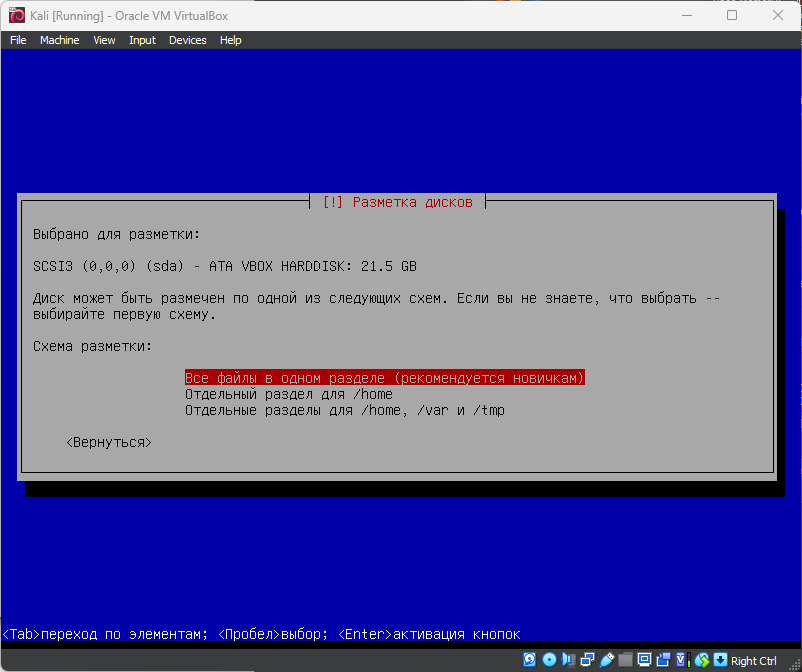 Kali [Running] - Oracle VM VirtualBox
File Machine View Input Devices Help
[!] Разметка дисков
Выбрано для разметки:
SCSI3 (0,0,0) (sda) - ATA VBOX HARDDISK: 21.5 GB
Диск может быть размечен по одной из следующих схем. Если вы не знаете, что выбрать --
выбирайте первую схему.
Схема разметки:
Все файлы в одном разделе (рекомендуется новичкам)
Отдельный раздел для /home
Отдельные разделы для /home, /var и /tmp
<Вернуться>
<Tab>переход по элементам; <Пробел>выбор; <Enter>активация кнопок
Right Ctrl